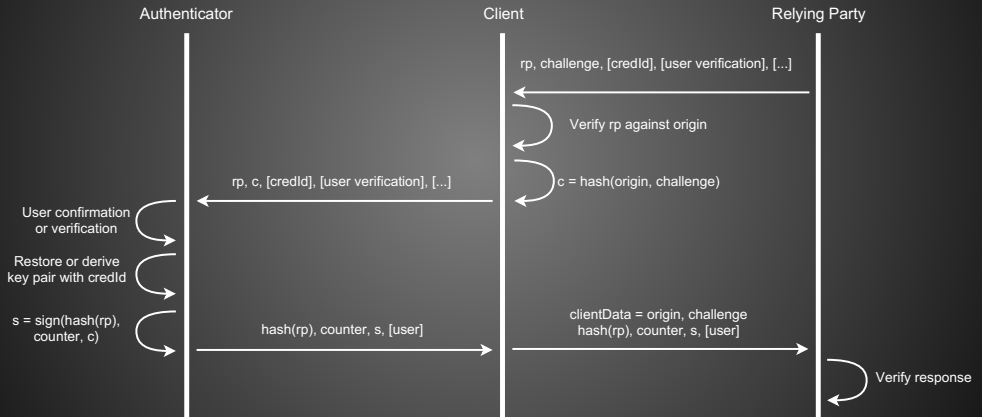 Authenticator
Client
Relying Party
rp, challenge, [credId], [user verification], [...]
Verify rp against origin
c = hash(origin, challenge)
rp, c, [credId], [user verification], [...]
User confirmation
or verification
Restore or derive
key pair with credId
s = sign(hash(rp),
counter, c)
hash(rp), counter, s, [user]
clientData = origin, challenge
hash(rp), counter, s, [user]
Verify response